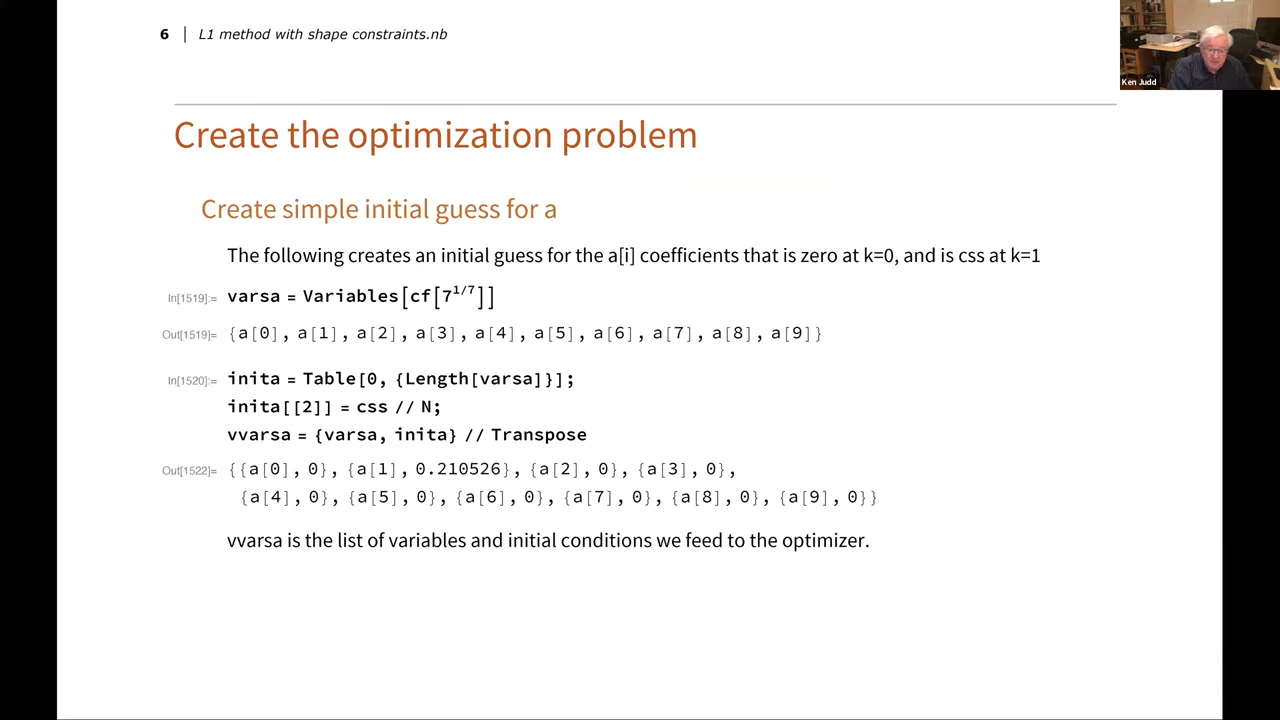 6 | L1 method with shape constraints.nb
Ken Judd
Create the optimization problem
Create simple initial guess for a
The following creates an initial guess for the a[i] coefficients that is zero at k=0, and is css at k=1
In[1519]:= varsa = Variables[cf[7^1/7]]
Out[1519]= {a[0], a[1], a[2], a[3], a[4], a[5], a[6], a[7], a[8], a[9]}
In[1520]:= inita = Table[0, {Length[varsa]}];
inita[[2]] = css // N;
vvarsa = {varsa, inita} // Transpose
Out[1522]= {{a[0], 0}, {a[1], 0.210526}, {a[2], 0}, {a[3], 0},
{a[4], 0}, {a[5], 0}, {a[6], 0}, {a[7], 0}, {a[8], 0}, {a[9], 0}}
vvarsa is the list of variables and initial conditions we feed to the optimizer.